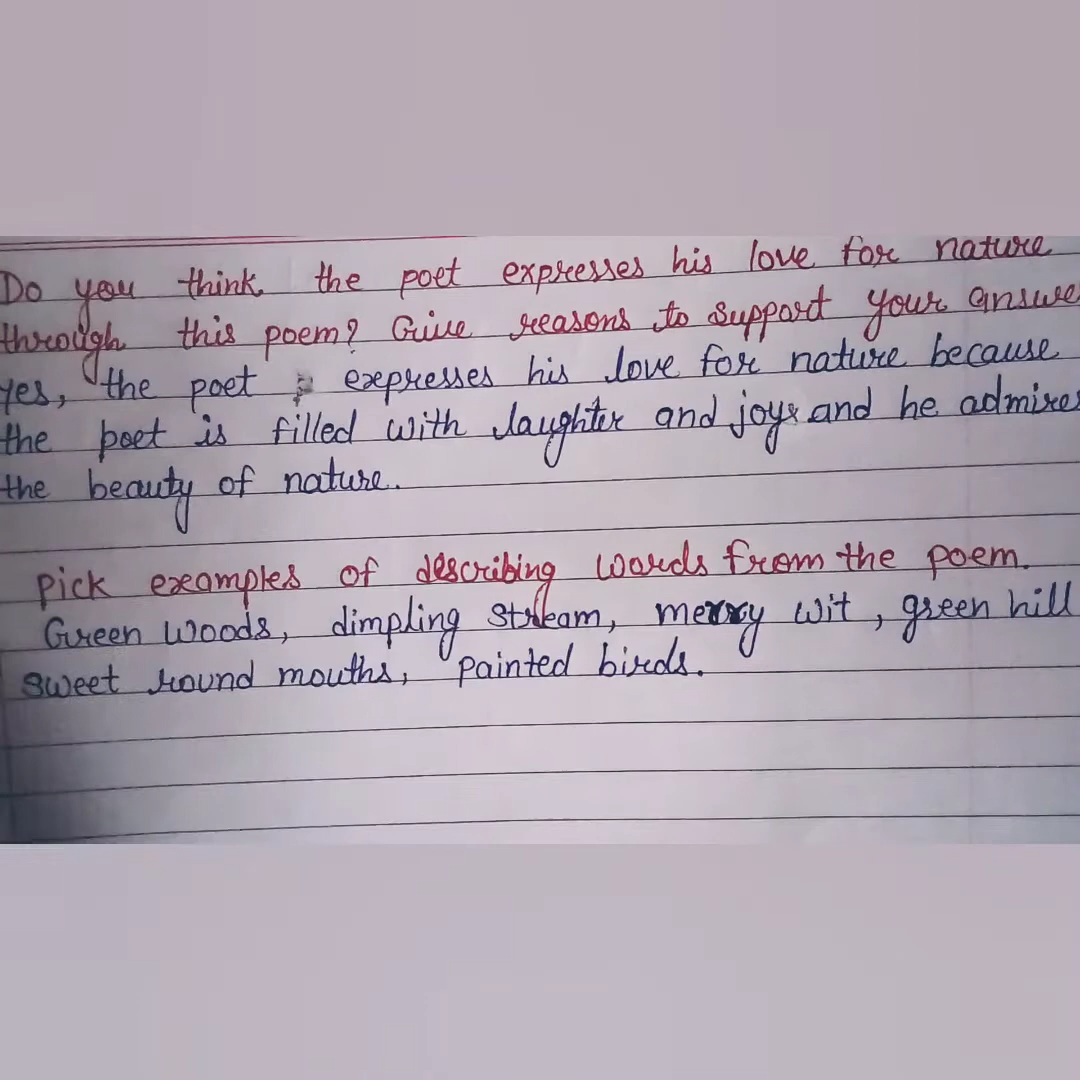 Do you think the poet expresses his love for nature
through this poem? Give reasons to support your answe
yes, the poet expresses his love for nature because
the poet is filled with laughter and joy and he admires
the beauty of nature.
Pick examples of describing words from the poem.
Green Woods, dimpling stream, merry wit, green hill
sweet round mouths, painted birds.